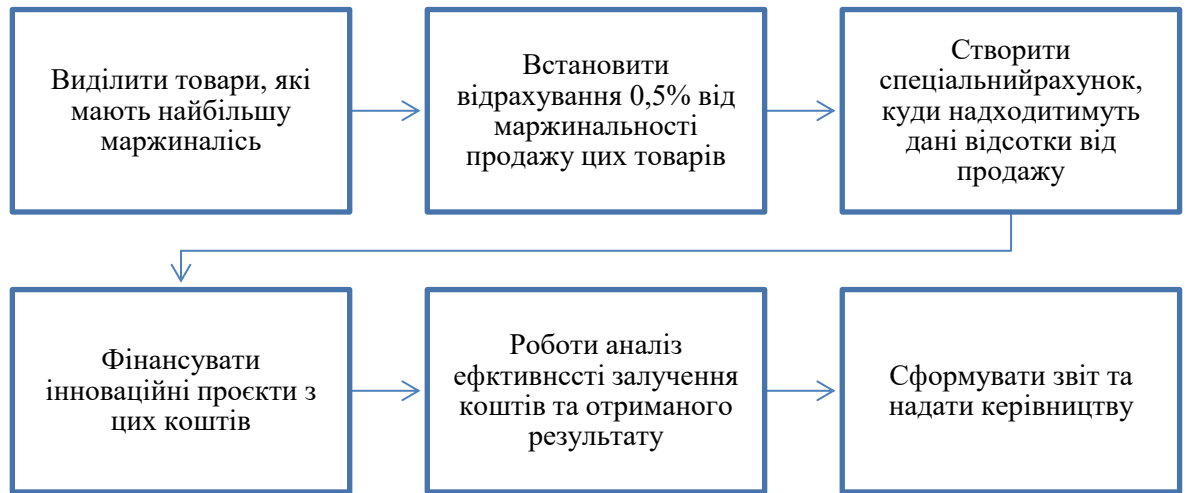 Виділити товари, які
мають найбільшу
маржиналісь
Встановити
відрахування 0,5% від
маржинальності
продажу цих товарів
Створити
спеціальнийрахунок,
куди надходитимуть
дані відсотки від
продажу
Фінансувати
інноваційні проєкти з
цих коштів
Роботи аналіз
ефктивнссті залучення
коштів та отриманого
результату
Сформувати звіт та
надати керівництву